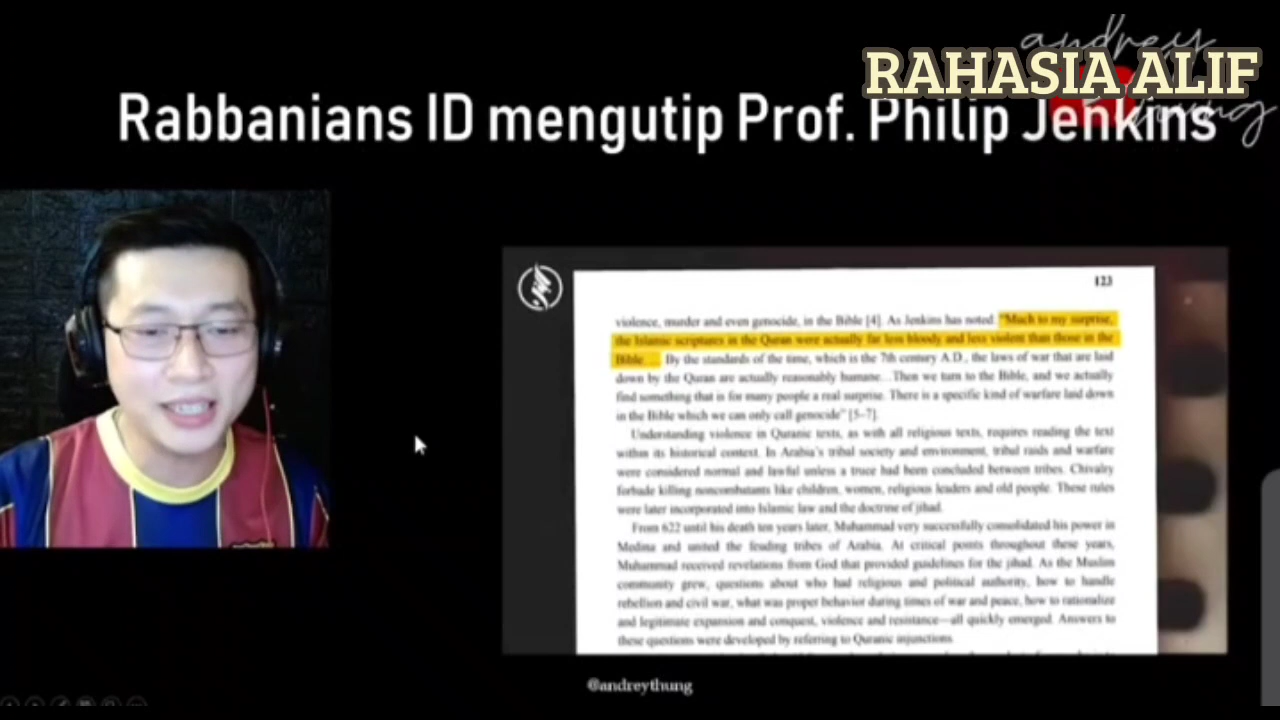 andrey
RAHASIA ALIF
thung
Rabbanians ID mengutip Prof. Philip Jenkins
123
violence, murder and even genocide, in the Bible [4]. As Jenkins has noted: "Much to my surprise,
the Islamic scriptures in the Quran were actually far less bloody and less violent than those in the
Bible.... By the standards of the time, which is the 7th century A.D., the laws of war that are laid
down by the Quran are actually reasonably humane...Then we turn to the Bible, and we actually
find something that is for many people a real surprise. There is a specific kind of warfare laid down
in the Bible which we can only call genocide" [5–7].
Understanding violence in Quranic texts, as with all religious texts, requires reading the text
within its historical context. In Arabia's tribal society and environment, tribal raids and warfare
were considered normal and lawful unless a truce had been concluded between tribes. Chivalry
forbade killing noncombatants like children, women, religious leaders and old people. These rules
were later incorporated into Islamic law and the doctrine of jihad.
From 622 until his death ten years later, Muhammad very successfully consolidated his power in
Medina and united the feuding tribes of Arabia. At critical points throughout these years,
Muhammad received revelations from God that provided guidelines for the jihad. As the Muslim
community grew, questions about who had religious and political authority, how to handle
rebellion and civil war, what was proper behavior during times of war and peace, how to rationalize
and legitimate expansion and conquest, violence and resistance—all quickly emerged. Answers to
these questions were developed by referring to Quranic injunctions.
@andreythung